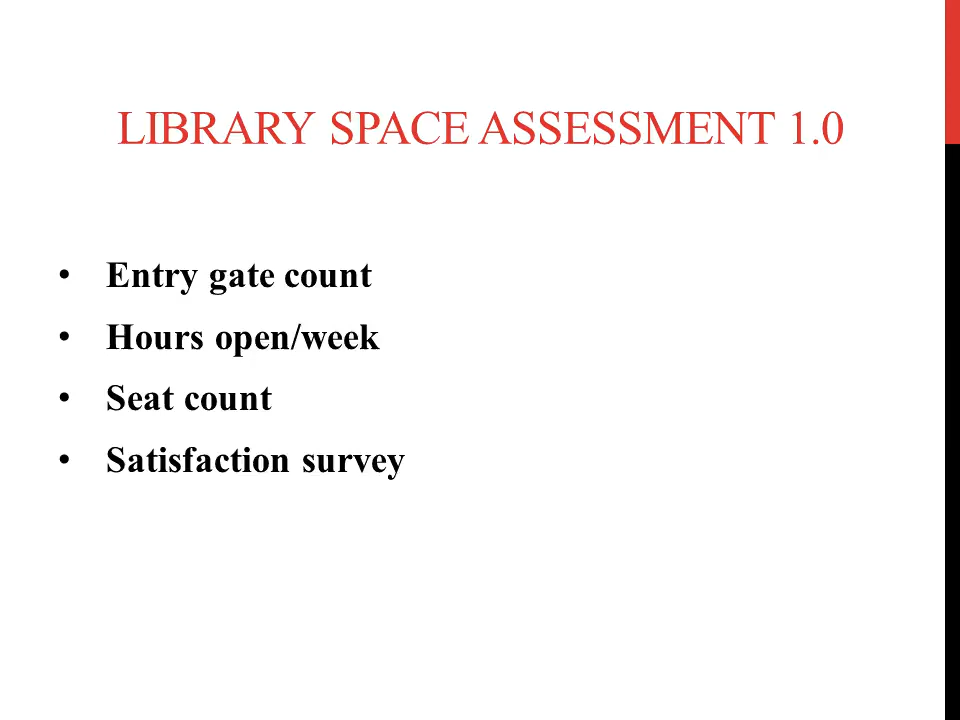 LIBRARY SPACE ASSESSMENT 1.0
• Entry gate count
• Hours open/week
• Seat count
• Satisfaction survey